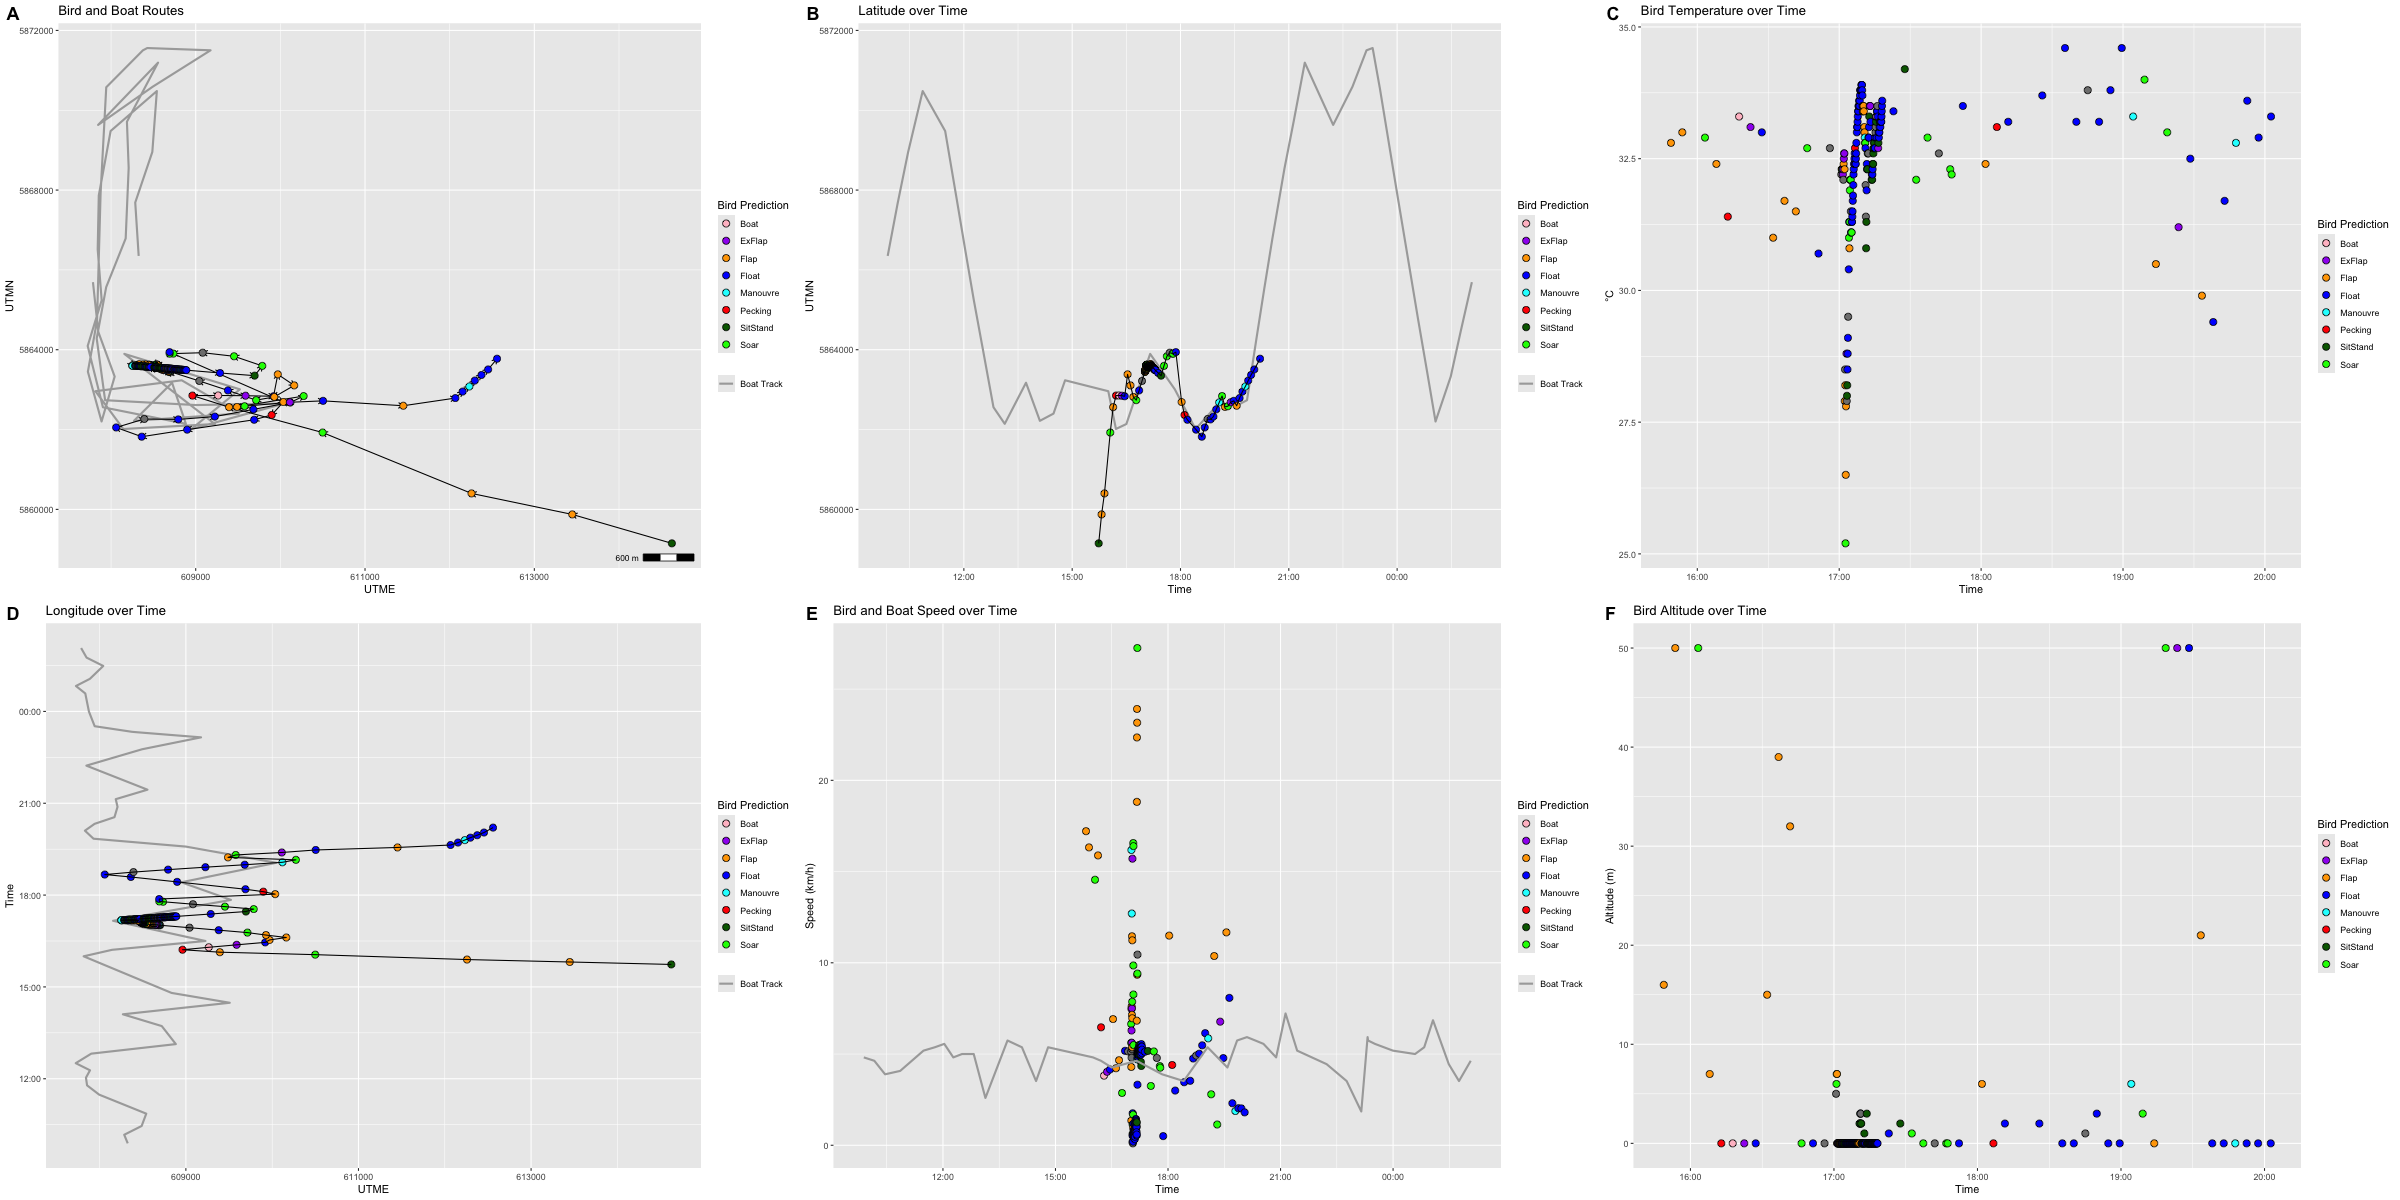 A Bird and Boat Routes
5872000
5868000
5864000
5860000
UTMN
609000 611000 613000
UTME
600 m
Bird Prediction
Boat
ExFlap
Flap
Float
Manouvre
Pecking
SitStand
Soar
Boat Track
B Latitude over Time
5872000
5868000
5864000
5860000
UTMN
12:00 15:00 18:00 21:00 00:00
Time
Bird Prediction
Boat
ExFlap
Flap
Float
Manouvre
Pecking
SitStand
Soar
Boat Track
C Bird Temperature over Time
35.0
32.5
30.0
27.5
25.0
°C
16:00 17:00 18:00 19:00 20:00
Time
Bird Prediction
Boat
ExFlap
Flap
Float
Manouvre
Pecking
SitStand
Soar
D Longitude over Time
00:00
21:00
18:00
15:00
12:00
Time
609000 611000 613000
UTME
Bird Prediction
Boat
ExFlap
Flap
Float
Manouvre
Pecking
SitStand
Soar
Boat Track
E Bird and Boat Speed over Time
20
10
0
Speed (km/h)
12:00 15:00 18:00 21:00 00:00
Time
Bird Prediction
Boat
ExFlap
Flap
Float
Manouvre
Pecking
SitStand
Soar
Boat Track
F Bird Altitude over Time
50
40
30
20
10
0
Altitude (m)
16:00 17:00 18:00 19:00 20:00
Time
Bird Prediction
Boat
ExFlap
Flap
Float
Manouvre
Pecking
SitStand
Soar